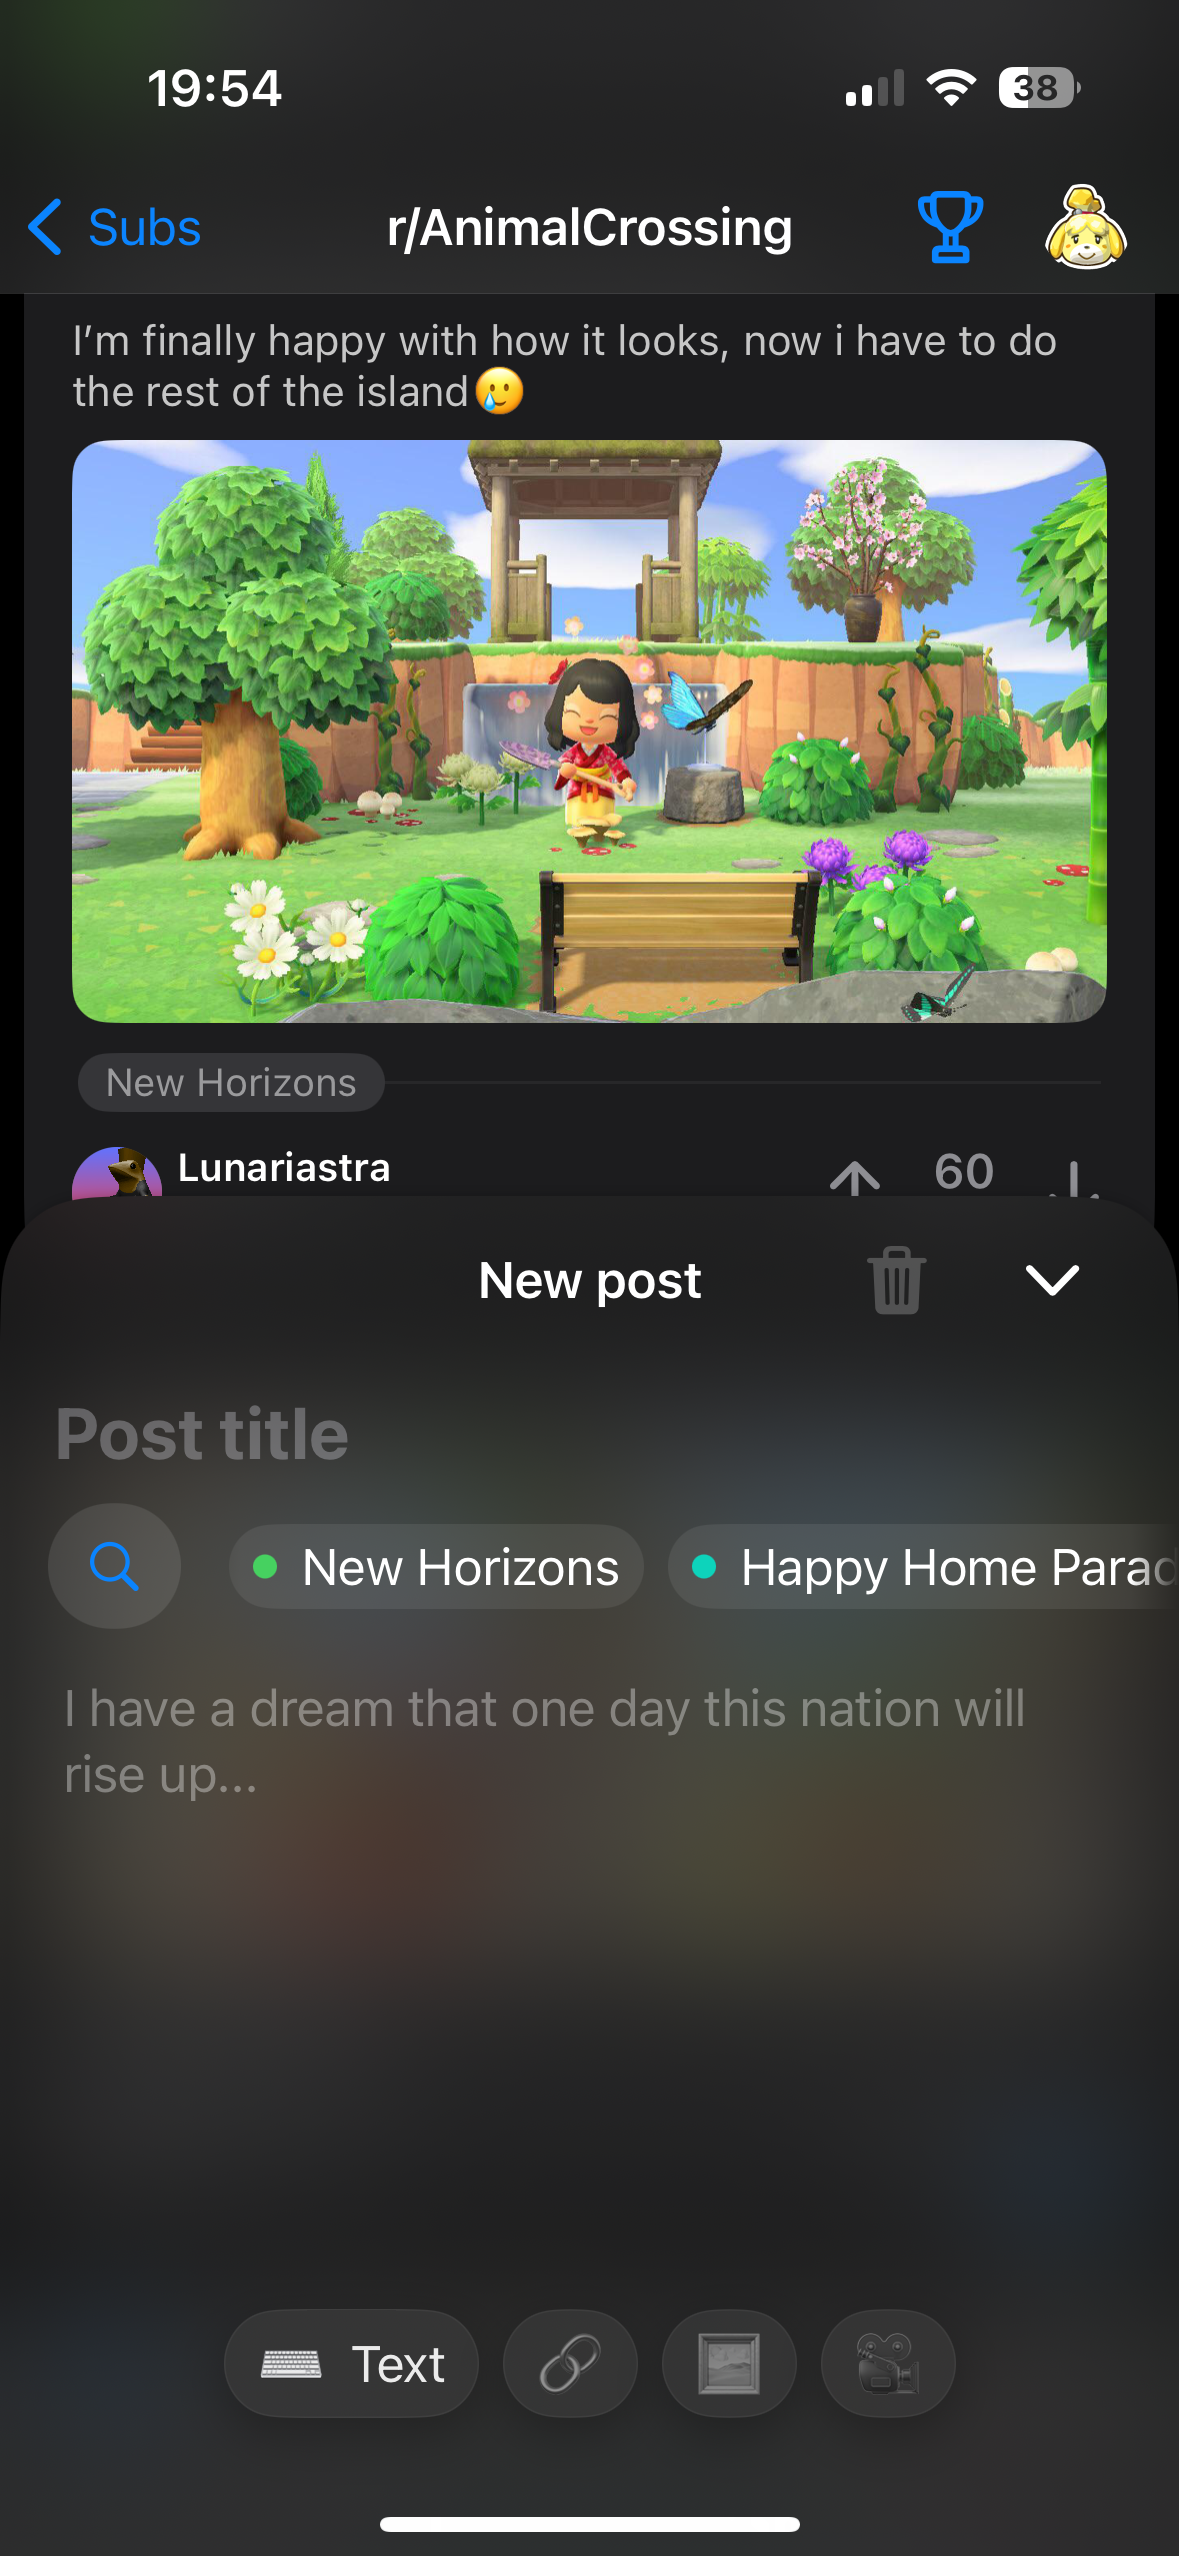 19:54
38
Subs
r/AnimalCrossing
I'm finally happy with how it looks, now i have to do
the rest of the island🥲
New Horizons
Lunariastra
60
New post
Post title
New Horizons
Happy Home Parad
I have a dream that one day this nation will
rise up...
Text